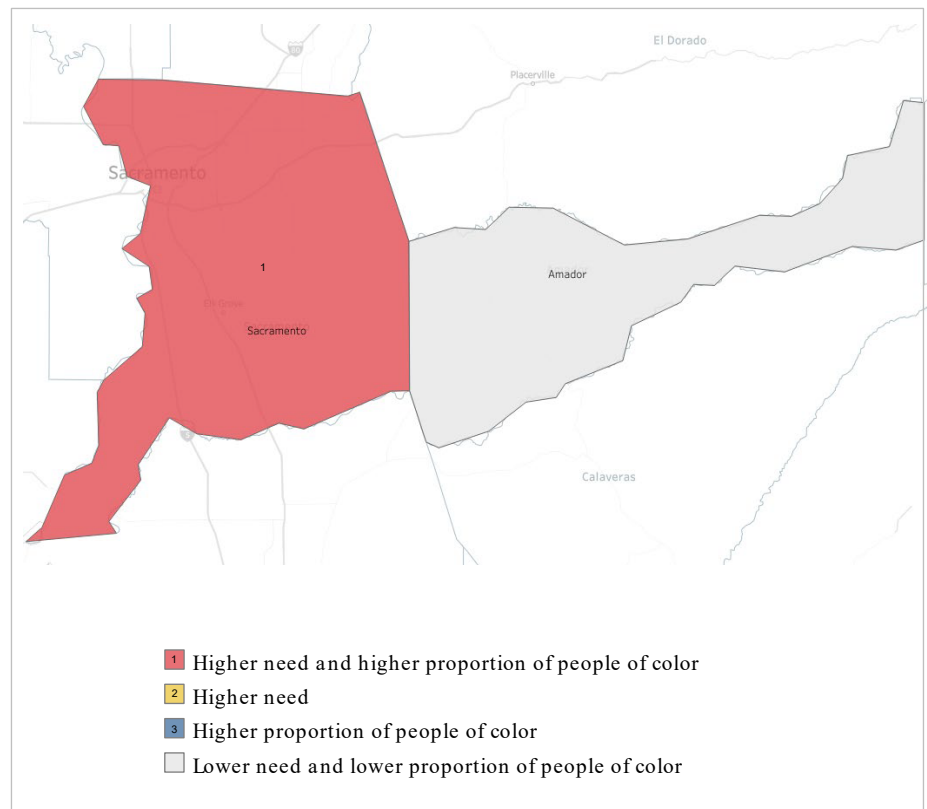 El Dorado
80
Placerville
Sacramento
1
Amador
Elk Grove
Sacramento
5
Calaveras
1 Higher need and higher proportion of people of color
2 Higher need
3 Higher proportion of people of color
Lower need and lower proportion of people of color